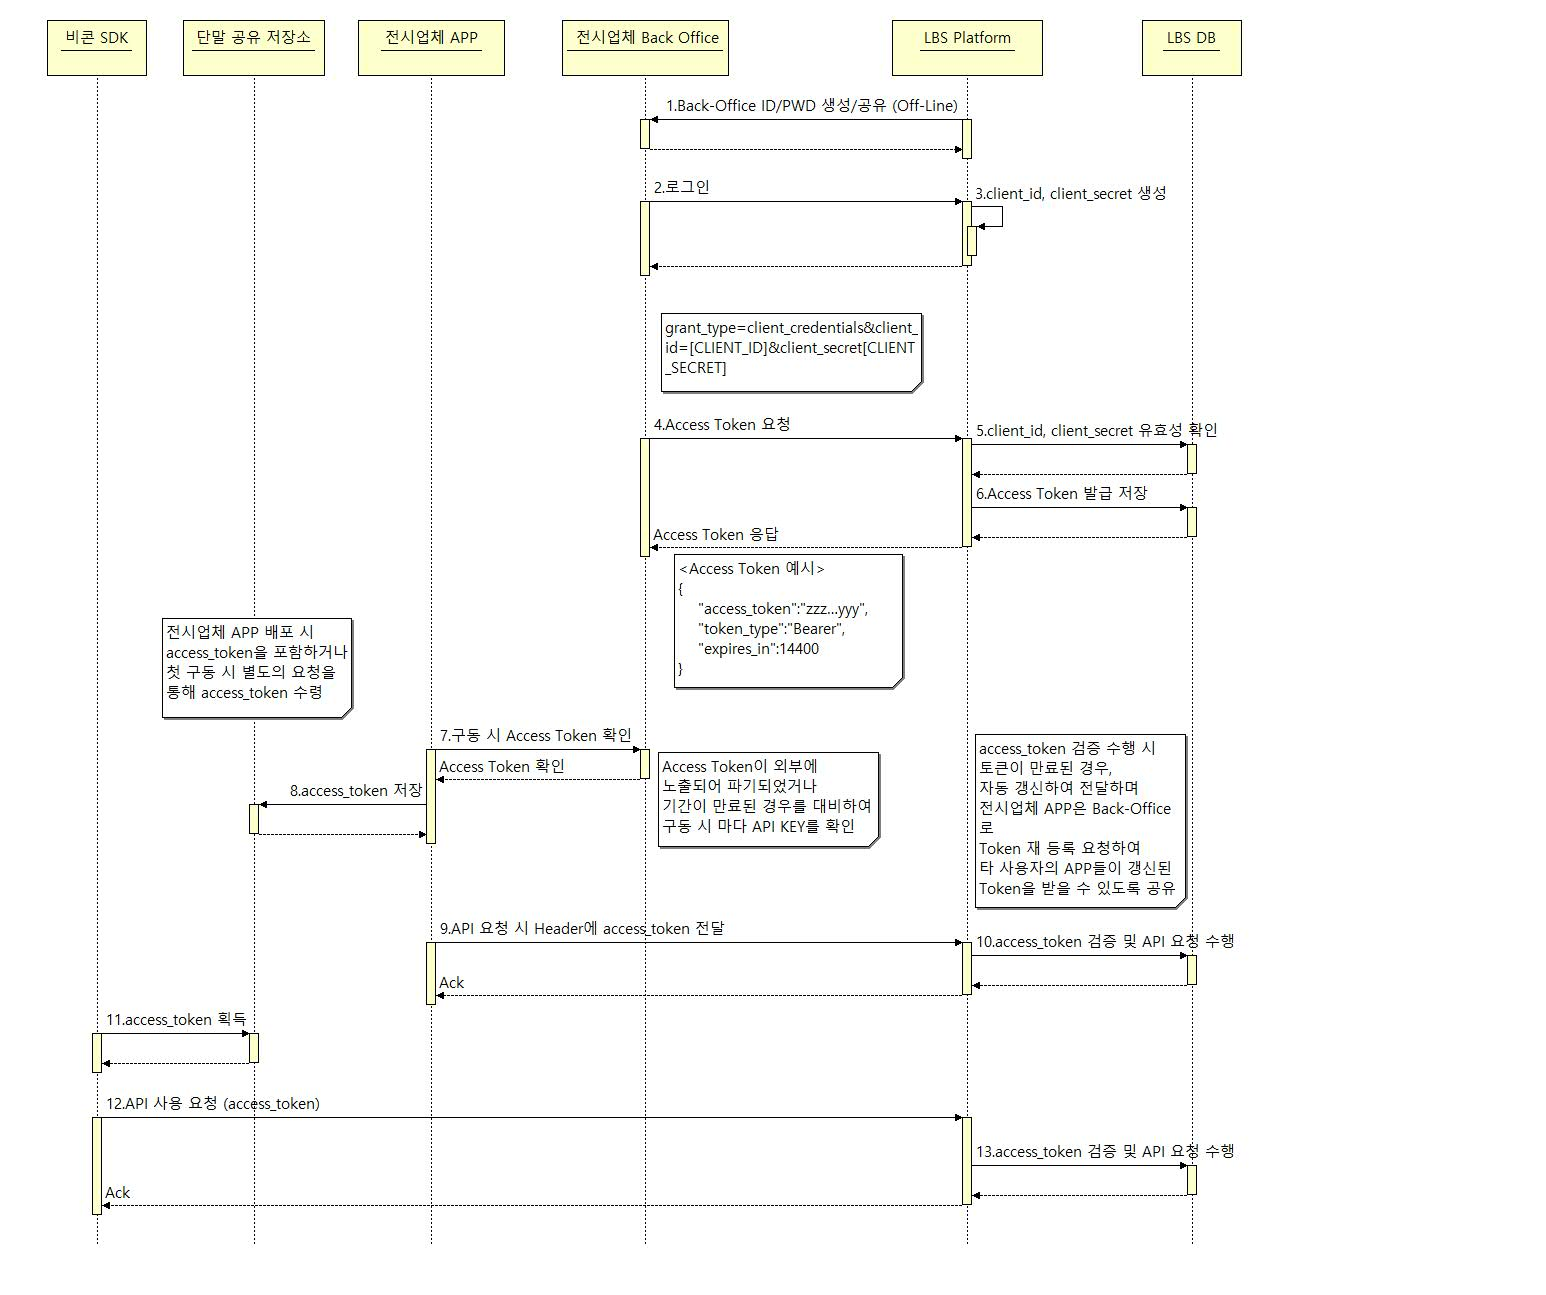 비콘 SDK
단말 공유 저장소
전시업체 APP
전시업체 Back Office
LBS Platform
LBS DB
1.Back-Office ID/PWD 생성/공유 (Off-Line)
2.로그인
3.client_id, client_secret 생성
grant_type=client_credentials&client_
id=[CLIENT_ID]&client_secret[CLIENT
_SECRET]
4.Access Token 요청
5.client_id, client_secret 유효성 확인
6.Access Token 발급 저장
Access Token 응답
<Access Token 예시>
{
"access_token":"zzz...yyy",
"token_type":"Bearer",
"expires_in":14400
}
전시업체 APP 배포 시
access_token을 포함하거나
첫 구동 시 별도의 요청을
통해 access_token 수령
7.구동 시 Access Token 확인
Access Token 확인
8.access_token 저장
Access Token이 외부에
노출되어 파기되었거나
기간이 만료된 경우를 대비하여
구동 시 마다 API KEY를 확인
access_token 검증 수행 시
토큰이 만료된 경우,
자동 갱신하여 전달하며
전시업체 APP은 Back-Office
로
Token 재 등록 요청하여
타 사용자의 APP들이 갱신된
Token을 받을 수 있도록 공유
9.API 요청 시 Header에 access_token 전달
10.access_token 검증 및 API 요청 수행
Ack
11.access_token 획득
12.API 사용 요청 (access_token)
13.access_token 검증 및 API 요청 수행
Ack